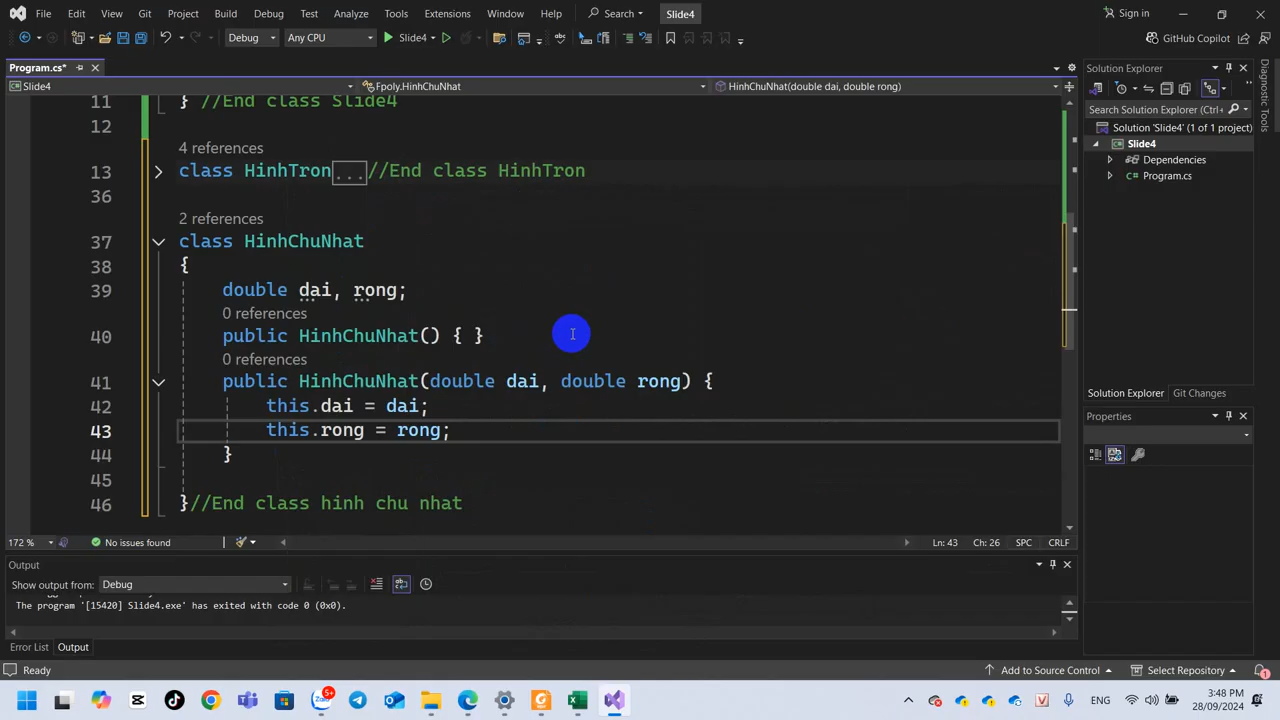 File Edit View Git Project Build Debug Test Analyze Tools Extensions Window Help Search Slide4 Sign in
Debug Any CPU Slide4 GitHub Copilot
Program.cs*
Slide4 Fpoly.HinhChuNhat HinhChuNhat(double dai, double rong)
11 } //End class Slide4
12
4 references
13 class HinhTron...//End class HinhTron
36
2 references
37 class HinhChuNhat
38 {
39 double dai, rong;
0 references
40 public HinhChuNhat() { }
0 references
41 public HinhChuNhat(double dai, double rong) {
42 this.dai = dai;
43 this.rong = rong;
44 }
45
46 }//End class hinh chu nhat
172 % No issues found Ln: 43 Ch: 26 SPC CRLF
Output
Show output from: Debug
The program '[15420] Slide4.exe' has exited with code 0 (0x0).
Error List Output
Solution Explorer
Search Solution Explorer (Ctrl+
Solution 'Slide4' (1 of 1 project)
Slide4
Dependencies
Program.cs
Solution Explorer Git Changes
Properties
Diagnostic Tools
Ready Add to Source Control Select Repository 1
Zalo 5+ ENG 3:48 PM
28/09/2024